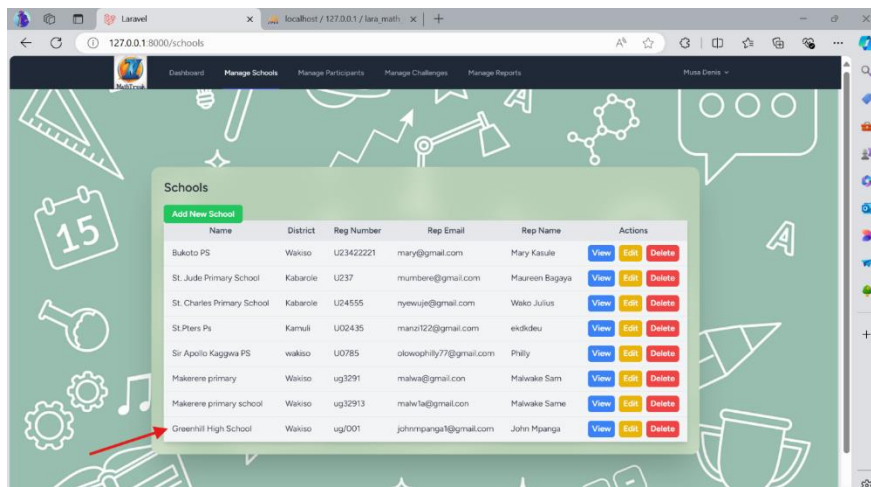 Laravel
localhost / 127.0.0.1 / lara_math
127.0.0.1:8000/schools
MathTreak
Dashboard Manage Schools Manage Participants Manage Challenges Manage Reports Musa Denis
15
Schools
Add New School
Name District Reg Number Rep Email Rep Name Actions
Bukoto PS Wakiso U23422221 mary@gmail.com Mary Kasule View Edit Delete
St. Jude Primary School Kabarole U237 mumbere@gmail.com Maureen Bagaya View Edit Delete
St. Charles Primary School Kabarole U24555 nyewuje@gmail.com Wako Julius View Edit Delete
St.Pters Ps Kamuli U02435 manzi122@gmail.com ekdkdeu View Edit Delete
Sir Apollo Kaggwa PS wakiso U0785 olowophilly77@gmail.com Philly View Edit Delete
Makerere primary Wakiso ug3291 malwa@gmail.con Malwake Sam View Edit Delete
Makerere primary school Wakiso ug32913 malw1a@gmail.con Malwake Same View Edit Delete
Greenhill High School Wakiso ug/001 johnmpanga1@gmail.com John Mpanga View Edit Delete
A